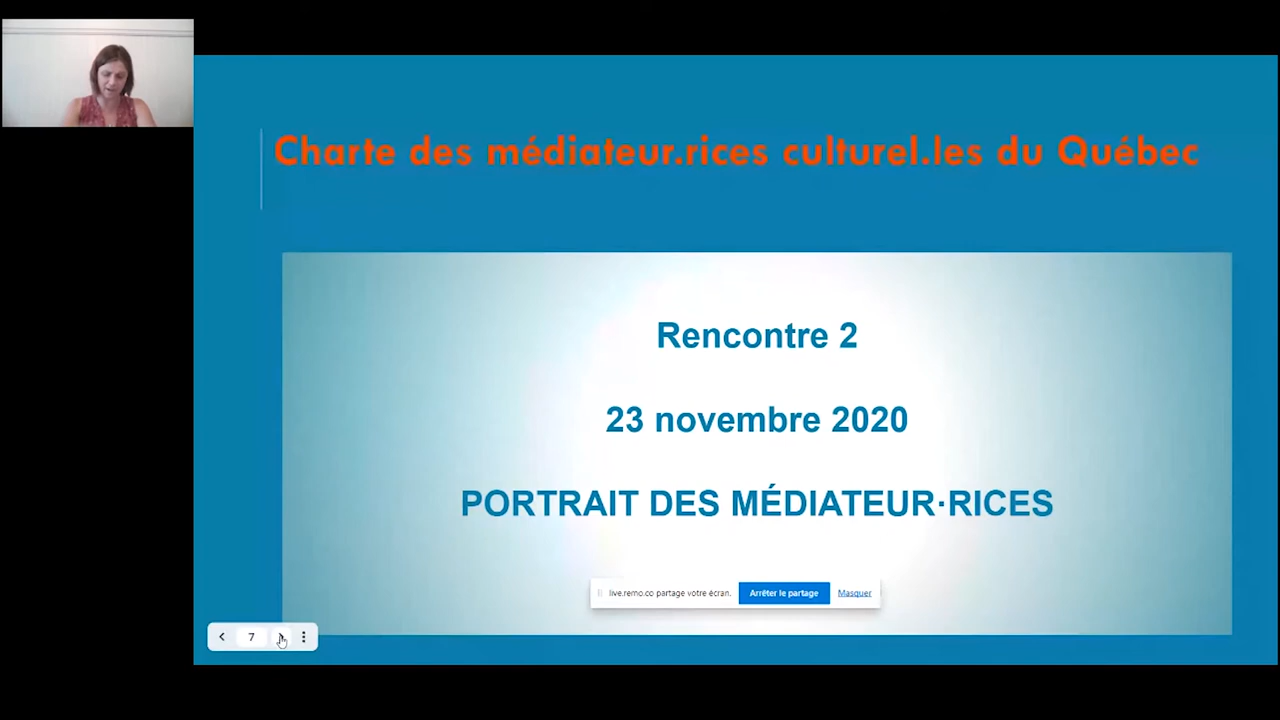 Charte des médiateur.rices culturel.les du Québec
Rencontre 2
23 novembre 2020
PORTRAIT DES MÉDIATEUR·RICES
live.remo.co partage votre écran. Arrêter le partage Masquer
7